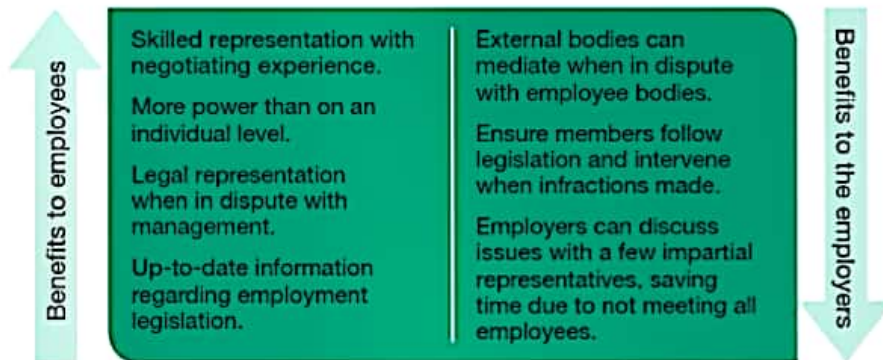 Benefits to employees
Skilled representation with
negotiating experience.
More power than on an
individual level.
Legal representation
when in dispute with
management.
Up-to-date information
regarding employment
legislation.
External bodies can
mediate when in dispute
with employee bodies.
Ensure members follow
legislation and intervene
when infractions made.
Employers can discuss
issues with a few impartial
representatives, saving
time due to not meeting all
employees.
Benefits to the employers